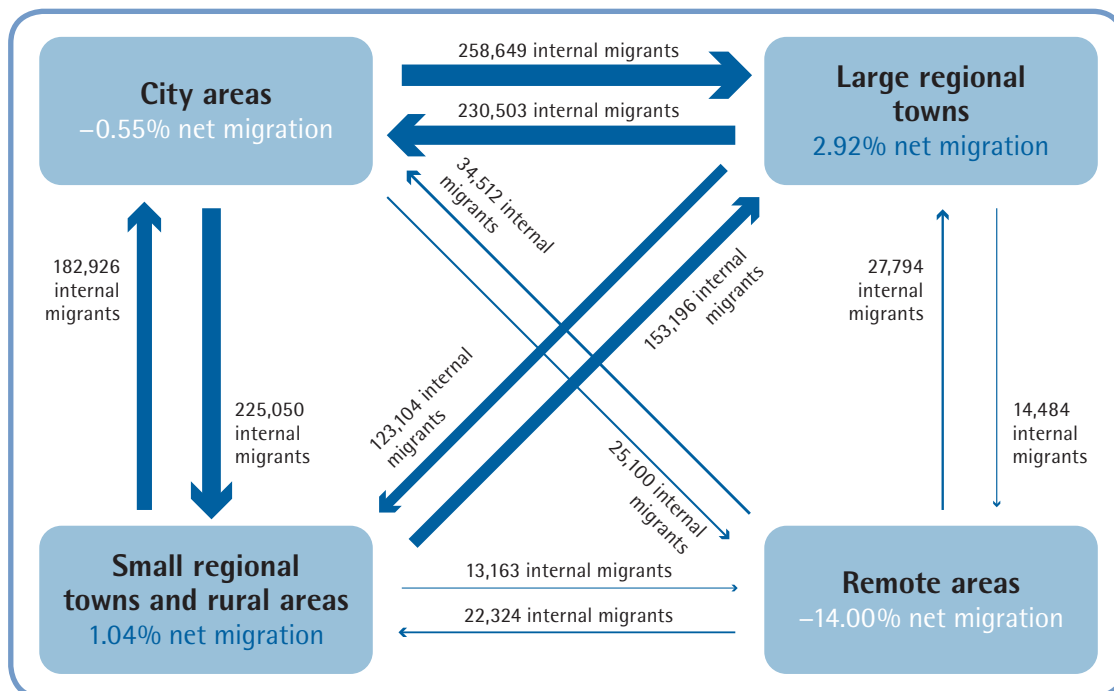 258,649 internal migrants
City areas
–0.55% net migration
Large regional
towns
2.92% net migration
230,503 internal migrants
34,512 internal
migrants
182,926
internal
migrants
225,050
internal
migrants
153,196 internal
migrants
27,794
internal
migrants
14,484
internal
migrants
123,104 internal
migrants
25,100 internal
migrants
Small regional
towns and rural areas
1.04% net migration
13,163 internal migrants
22,324 internal migrants
Remote areas
–14.00% net migration